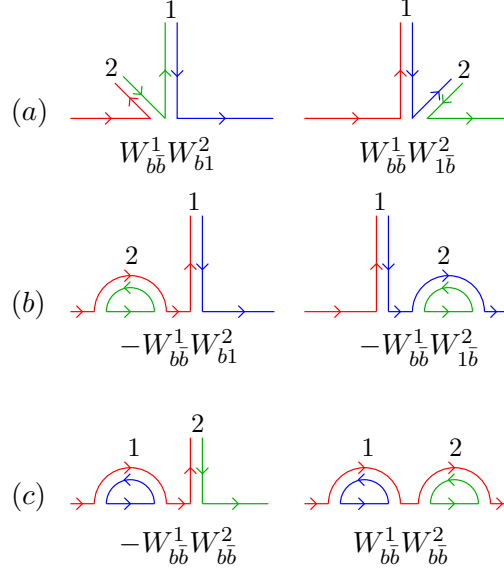 1 1
2 2
(a)
$W^1_{b\bar{b}} W^2_{b1}$ $W^1_{b\bar{b}} W^2_{1\bar{b}}$
1 1
2 2
(b)
$-W^1_{b\bar{b}} W^2_{b1}$ $-W^1_{b\bar{b}} W^2_{1\bar{b}}$
1 2 1 2
(c)
$-W^1_{b\bar{b}} W^2_{b\bar{b}}$ $W^1_{b\bar{b}} W^2_{b\bar{b}}$